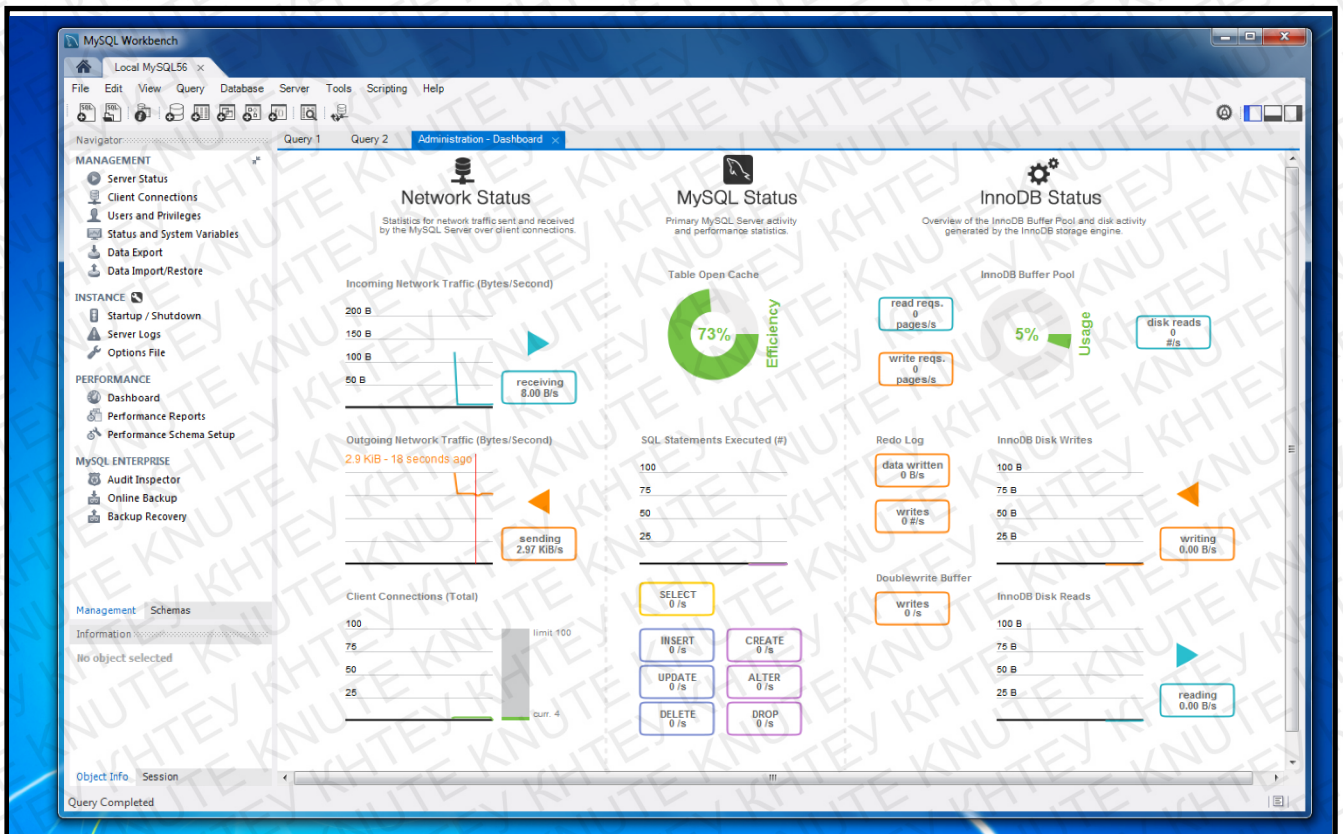 MySQL Workbench
Local MySQL56
File Edit View Query Database Server Tools Scripting Help
Navigator
MANAGEMENT
Server Status
Client Connections
Users and Privileges
Status and System Variables
Data Export
Data Import/Restore
INSTANCE
Startup / Shutdown
Server Logs
Options File
PERFORMANCE
Dashboard
Performance Reports
Performance Schema Setup
MySQL ENTERPRISE
Audit Inspector
Online Backup
Backup Recovery
Management Schemas
Information
No object selected
Object Info Session
Query Completed
Query 1 Query 2 Administration - Dashboard
Network Status
Statistics for network traffic sent and received
by the MySQL Server over client connections.
Incoming Network Traffic (Bytes/Second)
200 B
150 B
100 B
50 B
receiving
8.00 B/s
Outgoing Network Traffic (Bytes/Second)
2.9 KiB - 18 seconds ago
sending
2.97 KiB/s
Client Connections (Total)
100
75
50
25
limit 100
curr. 4
MySQL Status
Primary MySQL Server activity
and performance statistics.
Table Open Cache
73%
Efficiency
SQL Statements Executed (#)
100
75
50
25
SELECT
0 /s
INSERT
0 /s
CREATE
0 /s
UPDATE
0 /s
ALTER
0 /s
DELETE
0 /s
DROP
0 /s
InnoDB Status
Overview of the InnoDB Buffer Pool and disk activity
generated by the InnoDB storage engine.
InnoDB Buffer Pool
read reqs.
0
pages/s
write reqs.
0
pages/s
5%
Usage
disk reads
0
#/s
Redo Log
data written
0 B/s
writes
0 #/s
Doublewrite Buffer
writes
0 /s
InnoDB Disk Writes
100 B
75 B
50 B
25 B
writing
0.00 B/s
InnoDB Disk Reads
100 B
75 B
50 B
25 B
reading
0.00 B/s